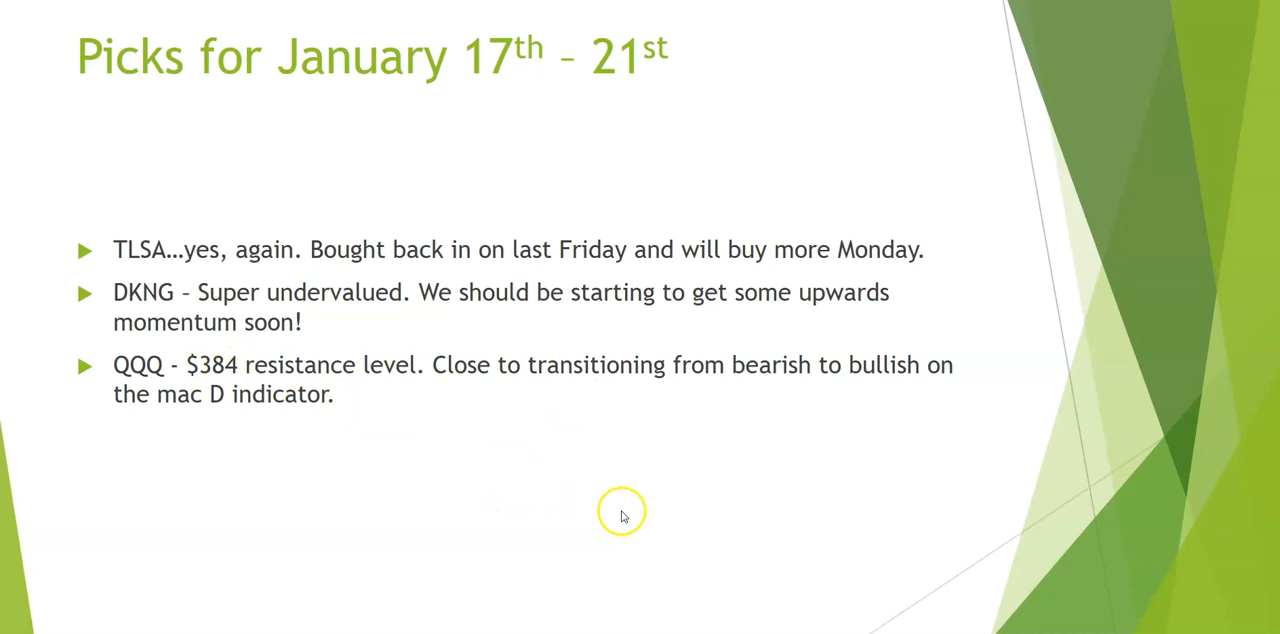 Picks for January 17th – 21st
TLSA…yes, again. Bought back in on last Friday and will buy more Monday.
DKNG – Super undervalued. We should be starting to get some upwards
momentum soon!
QQQ - $384 resistance level. Close to transitioning from bearish to bullish on
the mac D indicator.